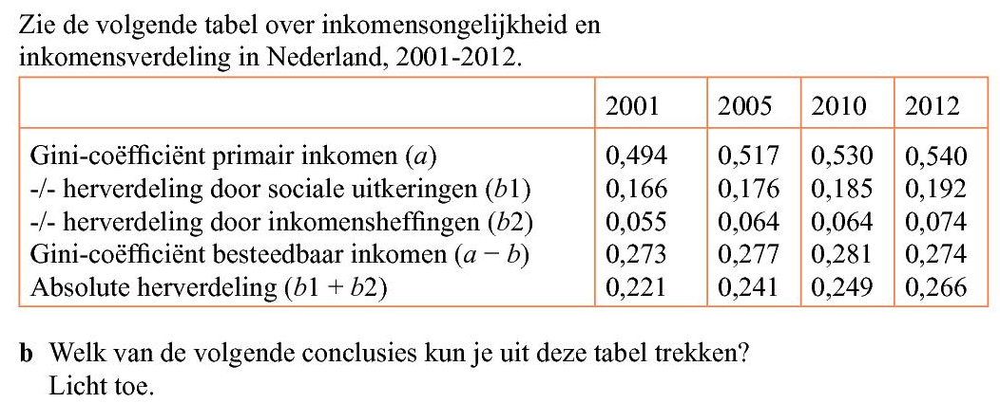 Zie de volgende tabel over inkomensongelijkheid en
inkomensverdeling in Nederland, 2001-2012.
2001 2005 2010 2012
Gini-coëfficiënt primair inkomen (a) 0,494 0,517 0,530 0,540
-/- herverdeling door sociale uitkeringen (b1) 0,166 0,176 0,185 0,192
-/- herverdeling door inkomensheffingen (b2) 0,055 0,064 0,064 0,074
Gini-coëfficiënt besteedbaar inkomen (a − b) 0,273 0,277 0,281 0,274
Absolute herverdeling (b1 + b2) 0,221 0,241 0,249 0,266
b Welk van de volgende conclusies kun je uit deze tabel trekken?
Licht toe.